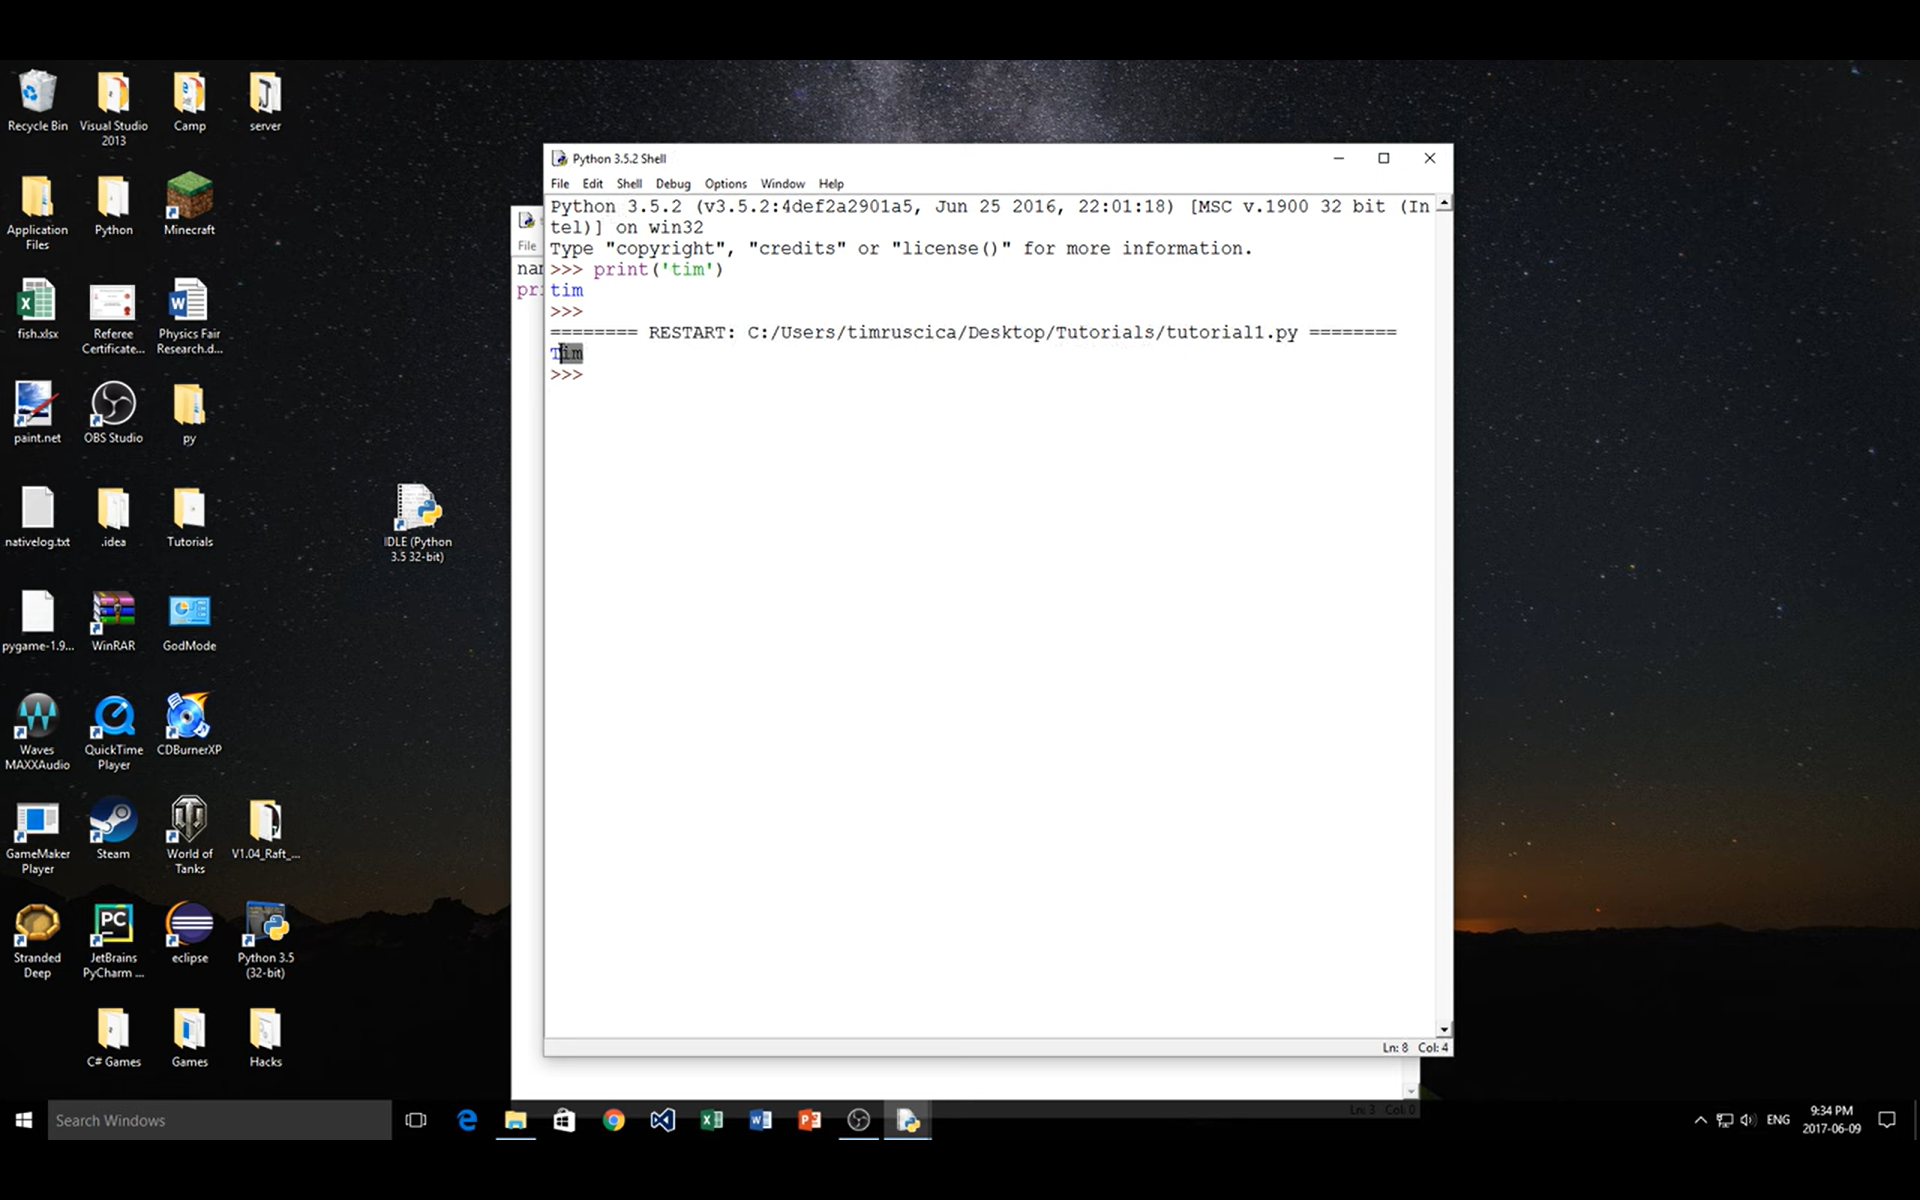 Recycle Bin
Visual Studio 2013
Camp
server
Application Files
Python
Minecraft
fish.xlsx
Referee Certificate...
Physics Fair Research.d...
paint.net
OBS Studio
py
nativelog.txt
.idea
Tutorials
IDLE (Python 3.5 32-bit)
pygame-1.9...
WinRAR
GodMode
Waves MAXXAudio
QuickTime Player
CDBurnerXP
GameMaker Player
Steam
World of Tanks
V1.04_Raft_...
Stranded Deep
JetBrains PyCharm ...
eclipse
Python 3.5 (32-bit)
C# Games
Games
Hacks
File
Python 3.5.2 Shell
File Edit Shell Debug Options Window Help
Python 3.5.2 (v3.5.2:4def2a2901a5, Jun 25 2016, 22:01:18) [MSC v.1900 32 bit (In
tel)] on win32
Type "copyright", "credits" or "license()" for more information.
>>> print('tim')
tim
>>>
======== RESTART: C:/Users/timruscica/Desktop/Tutorials/tutorial1.py ========
Tim
>>>
Ln: 8 Col: 4
Ln: 3 Col: 0
Search Windows
ENG
9:34 PM
2017-06-09